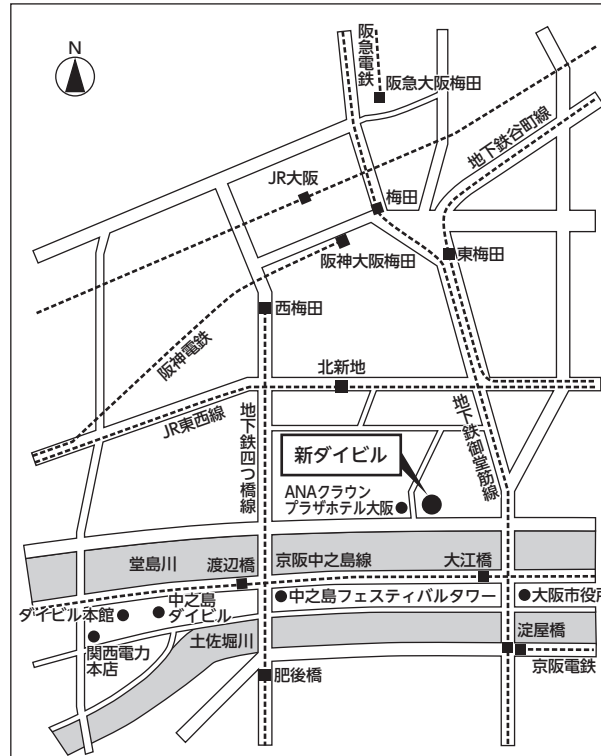 N
阪急電鉄
阪急大阪梅田
地下鉄谷町線
JR大阪
梅田
阪神大阪梅田
東梅田
西梅田
阪神電鉄
北新地
JR東西線
地下鉄四つ橋線
地下鉄御堂筋線
新ダイビル
ANAクラウン
プラザホテル大阪
堂島川
渡辺橋
京阪中之島線
大江橋
中之島
ダイビル
ダイビル本館
中之島フェスティバルタワー
大阪市役所
関西電力
本店
土佐堀川
淀屋橋
京阪電鉄
肥後橋